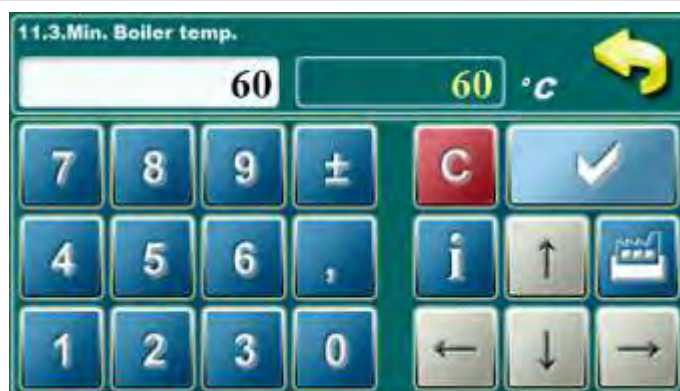 11.3.Min. Boiler temp.
60 60 °C
7 8 9 ± C
4 5 6 , i ↑
1 2 3 0 ← ↓ →